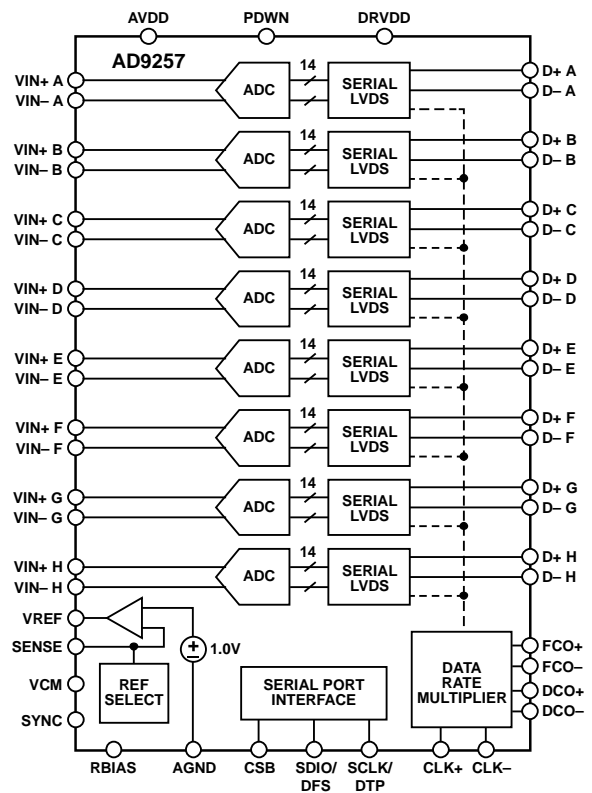 AVDD PDWN DRVDD
AD9257
VIN+ A
VIN– A
ADC
14
SERIAL
LVDS
D+ A
D– A
VIN+ B
VIN– B
ADC
14
SERIAL
LVDS
D+ B
D– B
VIN+ C
VIN– C
ADC
14
SERIAL
LVDS
D+ C
D– C
VIN+ D
VIN– D
ADC
14
SERIAL
LVDS
D+ D
D– D
VIN+ E
VIN– E
ADC
14
SERIAL
LVDS
D+ E
D– E
VIN+ F
VIN– F
ADC
14
SERIAL
LVDS
D+ F
D– F
VIN+ G
VIN– G
ADC
14
SERIAL
LVDS
D+ G
D– G
VIN+ H
VIN– H
ADC
14
SERIAL
LVDS
D+ H
D– H
VREF
SENSE
VCM
SYNC
REF
SELECT
+
–
1.0V
SERIAL PORT
INTERFACE
DATA
RATE
MULTIPLIER
FCO+
FCO–
DCO+
DCO–
RBIAS
AGND
CSB
SDIO/
DFS
SCLK/
DTP
CLK+
CLK–